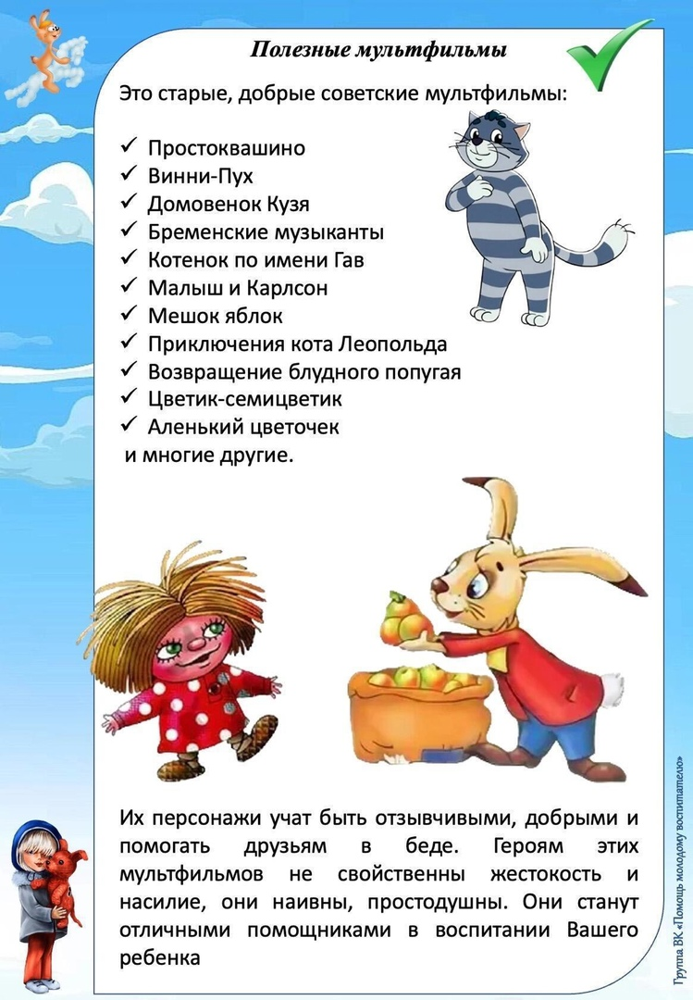 Полезные мультфильмы
Это старые, добрые советские мультфильмы:
✓ Простоквашино
✓ Винни-Пух
✓ Домовенок Кузя
✓ Бременские музыканты
✓ Котенок по имени Гав
✓ Малыш и Карлсон
✓ Мешок яблок
✓ Приключения кота Леопольда
✓ Возвращение блудного попугая
✓ Цветик-семицветик
✓ Аленький цветочек
и многие другие.
Их персонажи учат быть отзывчивыми, добрыми и
помогать друзьям в беде. Героям этих
мультфильмов не свойственны жестокость и
насилие, они наивны, простодушны. Они станут
отличными помощниками в воспитании Вашего
ребенка
Группа ВК «Помощь молодому воспитателю»